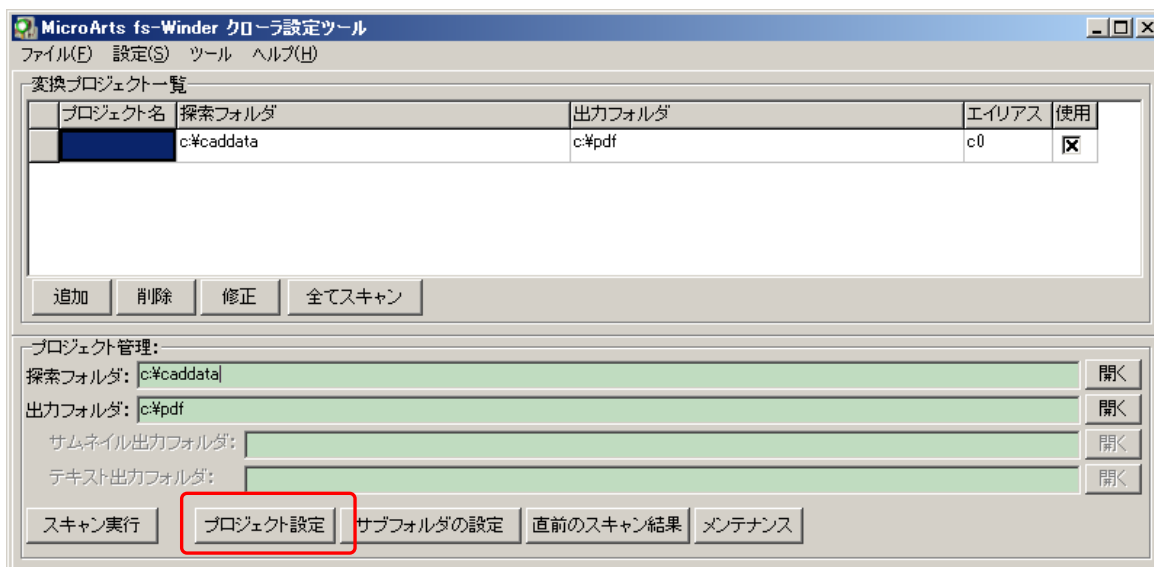 MicroArts fs-Winder クローラ設定ツール
ファイル(F) 設定(S) ツール ヘルプ(H)
変換プロジェクト一覧
プロジェクト名 探索フォルダ 出力フォルダ エイリアス 使用
c:¥caddata c:¥pdf c0
追加 削除 修正 全てスキャン
プロジェクト管理:
探索フォルダ: c:¥caddata 開く
出力フォルダ: c:¥pdf 開く
サムネイル出力フォルダ: 開く
テキスト出力フォルダ: 開く
スキャン実行 プロジェクト設定 サブフォルダの設定 直前のスキャン結果 メンテナンス